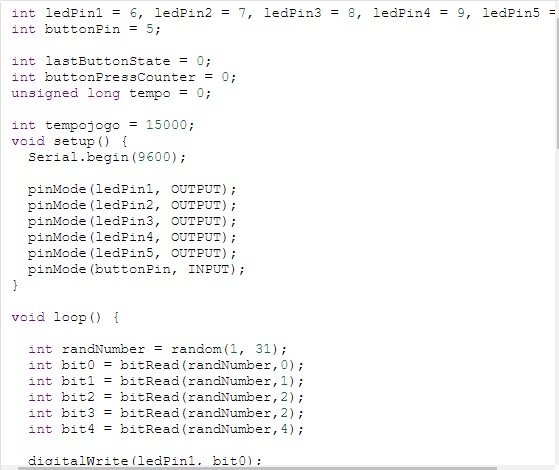 int ledPin1 = 6, ledPin2 = 7, ledPin3 = 8, ledPin4 = 9, ledPin5 =
int buttonPin = 5;

int lastButtonState = 0;
int buttonPressCounter = 0;
unsigned long tempo = 0;

int tempojogo = 15000;
void setup() {
  Serial.begin(9600);

  pinMode(ledPin1, OUTPUT);
  pinMode(ledPin2, OUTPUT);
  pinMode(ledPin3, OUTPUT);
  pinMode(ledPin4, OUTPUT);
  pinMode(ledPin5, OUTPUT);
  pinMode(buttonPin, INPUT);
}

void loop() {

  int randNumber = random(1, 31);
  int bit0 = bitRead(randNumber,0);
  int bit1 = bitRead(randNumber,1);
  int bit2 = bitRead(randNumber,2);
  int bit3 = bitRead(randNumber,2);
  int bit4 = bitRead(randNumber,4);

  digitalWrite(ledPin1, bit0);